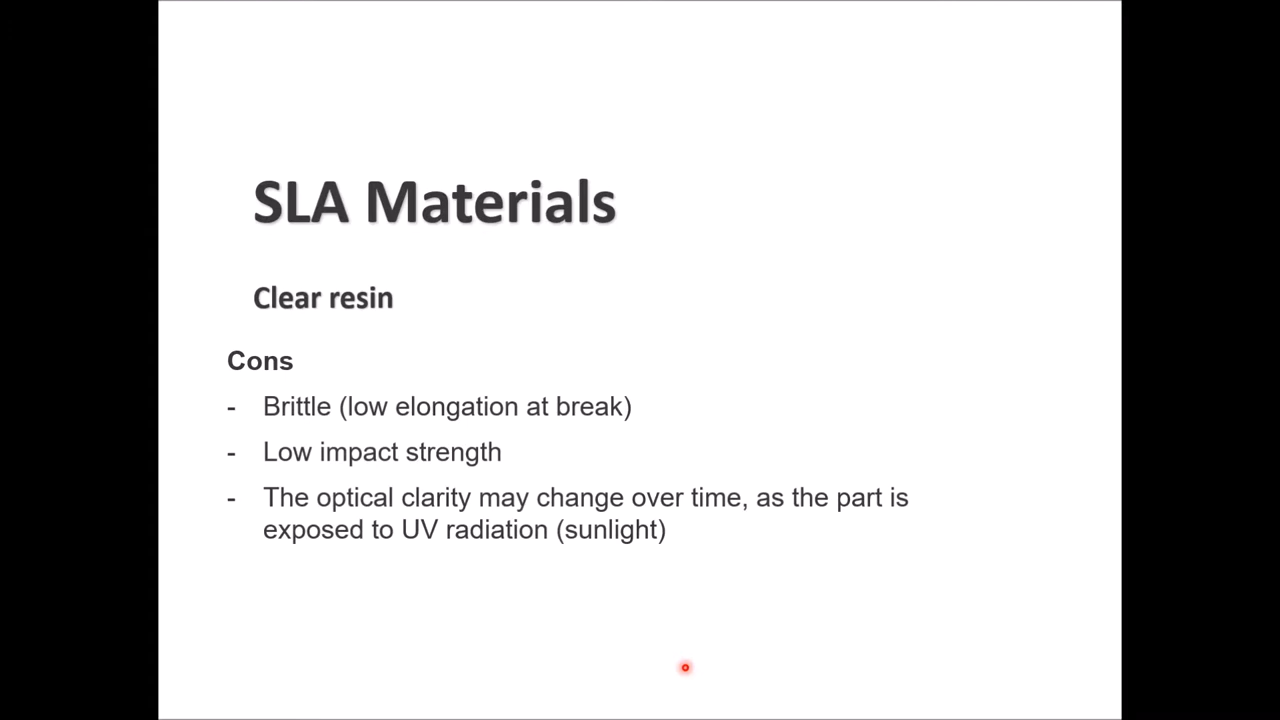 SLA Materials
Clear resin
Cons
- Brittle (low elongation at break)
- Low impact strength
- The optical clarity may change over time, as the part is
exposed to UV radiation (sunlight)